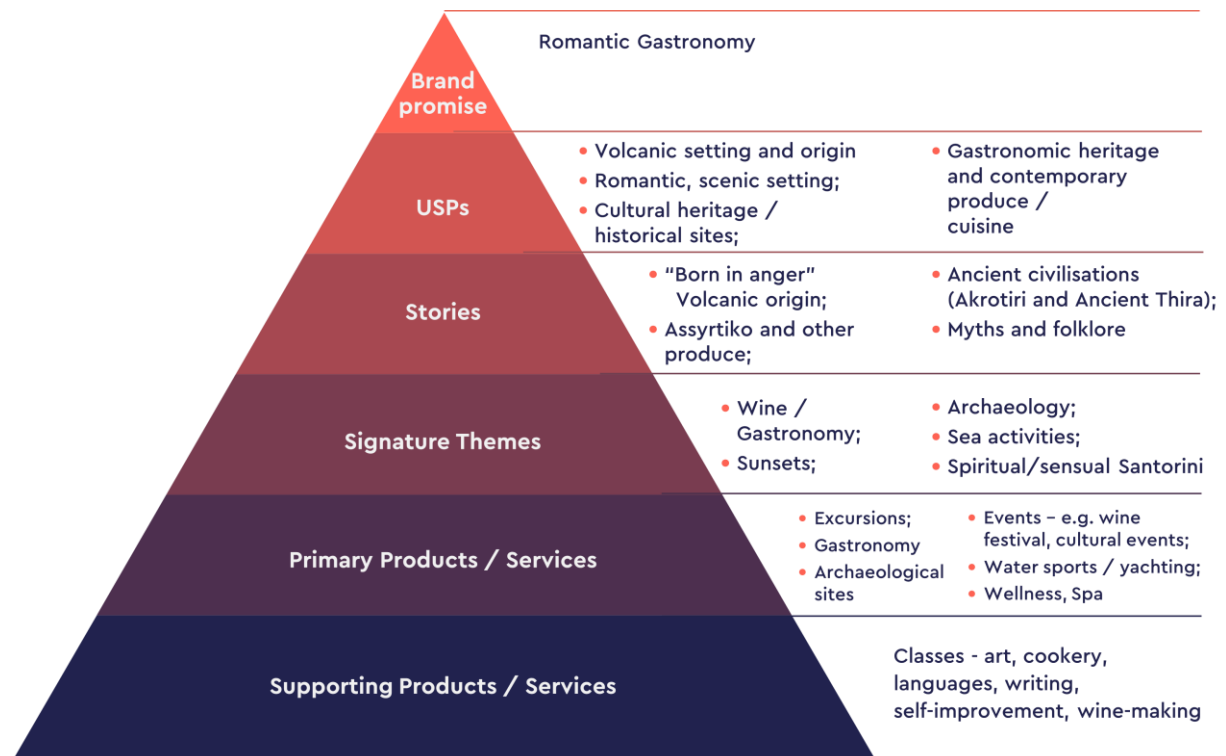 Romantic Gastronomy
Brand
promise
USPs
• Volcanic setting and origin
• Romantic, scenic setting;
• Cultural heritage /
historical sites;
• Gastronomic heritage
and contemporary
produce /
cuisine
Stories
• “Born in anger”
Volcanic origin;
• Assyrtiko and other
produce;
• Ancient civilisations
(Akrotiri and Ancient Thira);
• Myths and folklore
Signature Themes
• Wine /
Gastronomy;
• Sunsets;
• Archaeology;
• Sea activities;
• Spiritual/sensual Santorini
Primary Products / Services
• Excursions;
• Gastronomy
• Archaeological
sites
• Events – e.g. wine
festival, cultural events;
• Water sports / yachting;
• Wellness, Spa
Supporting Products / Services
Classes - art, cookery,
languages, writing,
self-improvement, wine-making